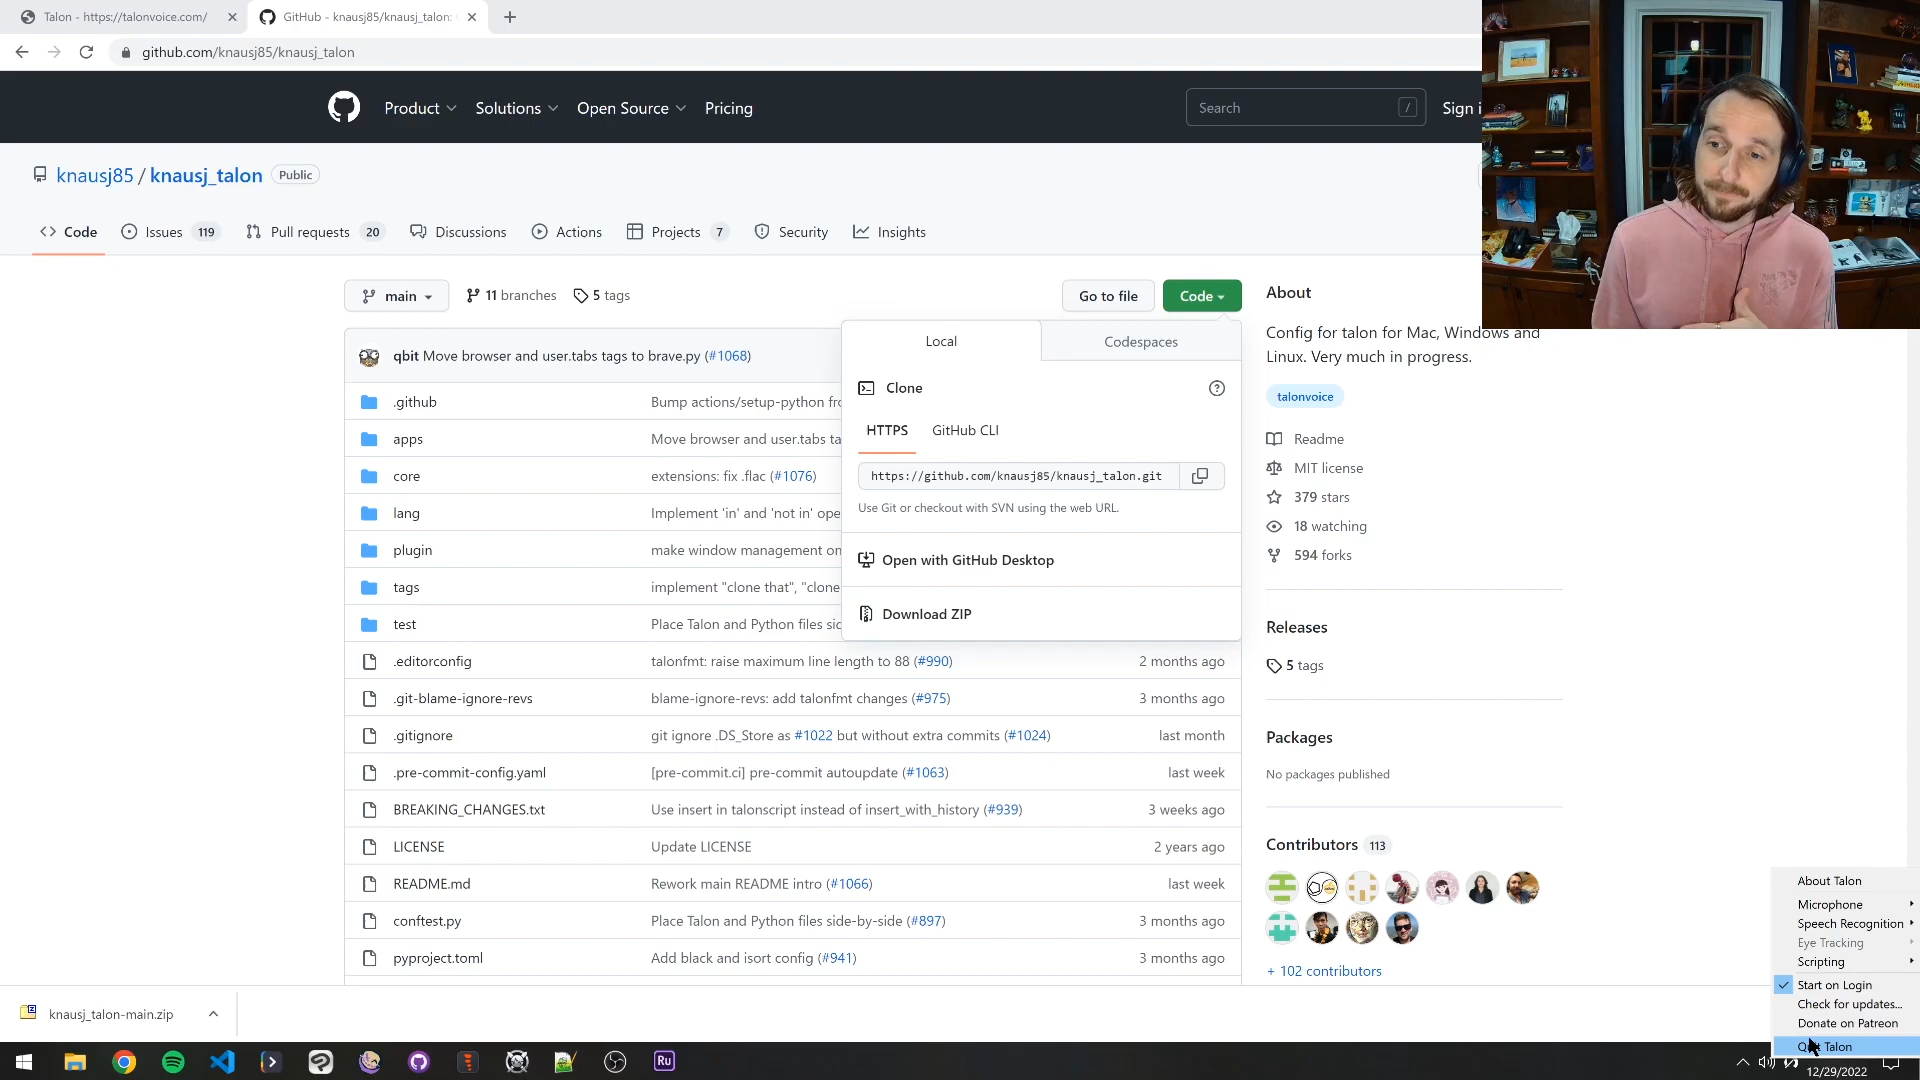 Talon - https://talonvoice.com/
GitHub - knausj85/knausj_talon:
github.com/knausj85/knausj_talon
Product
Solutions
Open Source
Pricing
Search
/
Sign i
knausj85 / knausj_talon
Public
<> Code
Issues 119
Pull requests 20
Discussions
Actions
Projects 7
Security
Insights
main
11 branches
5 tags
Go to file
Code
About
Config for talon for Mac, Windows and
Linux. Very much in progress.
talonvoice
Readme
MIT license
379 stars
18 watching
594 forks
Releases
5 tags
Packages
No packages published
Contributors 113
+ 102 contributors
qbit Move browser and user.tabs tags to brave.py (#1068)
.github Bump actions/setup-python fro
apps Move browser and user.tabs ta
core extensions: fix .flac (#1076)
lang Implement 'in' and 'not in' ope
plugin make window management on
tags implement "clone that", "clone
test Place Talon and Python files sid
.editorconfig talonfmt: raise maximum line length to 88 (#990) 2 months ago
.git-blame-ignore-revs blame-ignore-revs: add talonfmt changes (#975) 3 months ago
.gitignore git ignore .DS_Store as #1022 but without extra commits (#1024) last month
.pre-commit-config.yaml [pre-commit.ci] pre-commit autoupdate (#1063) last week
BREAKING_CHANGES.txt Use insert in talonscript instead of insert_with_history (#939) 3 weeks ago
LICENSE Update LICENSE 2 years ago
README.md Rework main README intro (#1066) last week
conftest.py Place Talon and Python files side-by-side (#897) 3 months ago
pyproject.toml Add black and isort config (#941) 3 months ago
Local
Codespaces
Clone
HTTPS
GitHub CLI
https://github.com/knausj85/knausj_talon.git
Use Git or checkout with SVN using the web URL.
Open with GitHub Desktop
Download ZIP
About Talon
Microphone
Speech Recognition
Eye Tracking
Scripting
Start on Login
Check for updates...
Donate on Patreon
Quit Talon
knausj_talon-main.zip
Ru
12/29/2022